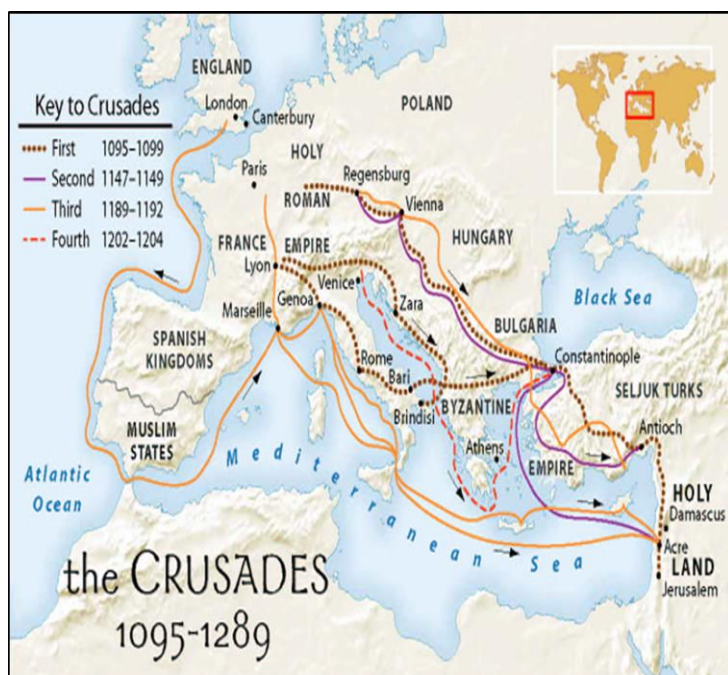 Key to Crusades
First 1095–1099
Second 1147–1149
Third 1189–1192
Fourth 1202–1204
ENGLAND
London
Canterbury
POLAND
Paris
HOLY
ROMAN
EMPIRE
Regensburg
Vienna
HUNGARY
FRANCE
Lyon
Venice
Genoa
Zara
Marseille
Black Sea
BULGARIA
SPANISH
KINGDOMS
Constantinople
Rome
Bari
Brindisi
BYZANTINE
EMPIRE
SELJUK TURKS
Antioch
MUSLIM
STATES
Athens
Atlantic
Ocean
Mediterranean Sea
HOLY
LAND
Damascus
Acre
Jerusalem
the CRUSADES
1095-1289